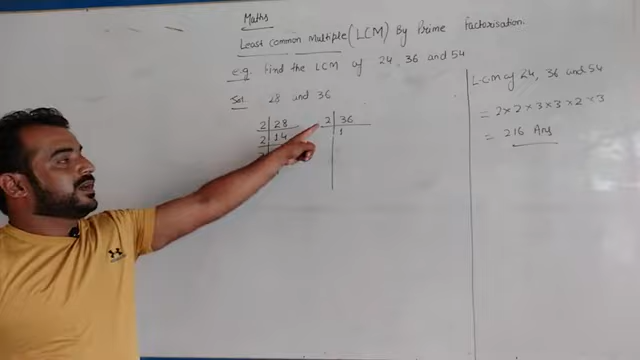 Maths
Least Common Multiple (LCM) By Prime Factorisation.
e.g. Find the LCM of 24, 36 and 54
Sol. 28 and 36
2 28
2 14
2 36
1
L.C.M of 24, 36 and 54
= 2×2×3×3×2×3
= 216 Ans